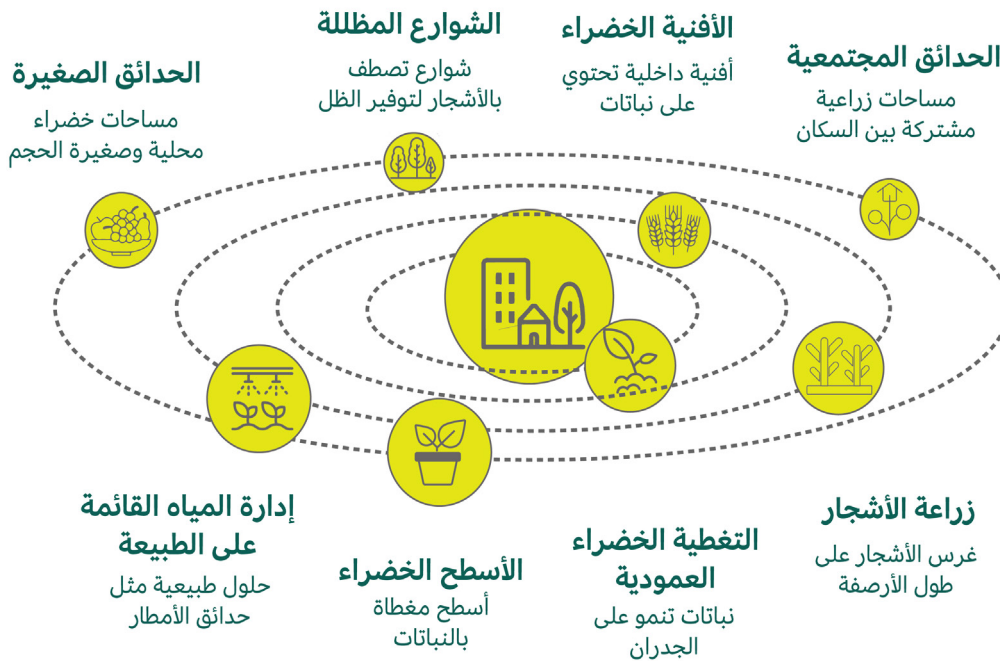 الحدائق المجتمعية
مساحات زراعية
مشتركة بين السكان
الأفنية الخضراء
أفنية داخلية تحتوي
على نباتات
الشوارع المظللة
شوارع تصطف
بالأشجار لتوفير الظل
الحدائق الصغيرة
مساحات خضراء
محلية وصغيرة الحجم
زراعة الأشجار
غرس الأشجار على
طول الأرصفة
التغطية الخضراء
العمودية
نباتات تنمو على
الجدران
الأسطح الخضراء
أسطح مغطاة
بالنباتات
إدارة المياه القائمة
على الطبيعة
حلول طبيعية مثل
حدائق الأمطار